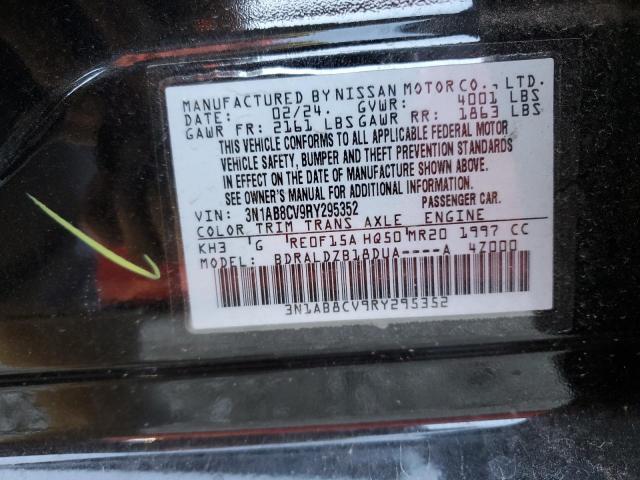 MANUFACTURED BY NISSAN MOTOR CO., LTD.
DATE: 02/24. GVWR: 4001 LBS
GAWR FR: 2161 LBS GAWR RR: 1863 LBS
THIS VEHICLE CONFORMS TO ALL APPLICABLE FEDERAL MOTOR
VEHICLE SAFETY, BUMPER AND THEFT PREVENTION STANDARDS
IN EFFECT ON THE DATE OF MANUFACTURE SHOWN ABOVE.
SEE OWNER'S MANUAL FOR ADDITIONAL INFORMATION.
VIN: 3N1AB8CV9RY295352 PASSENGER CAR.
COLOR TRIM TRANS AXLE ENGINE
KH3 G RE0F15A HQ50 MR20 1997 CC
MODEL: BDRALDZB18DUA----A 4Z000
3N1AB8CV9RY295352